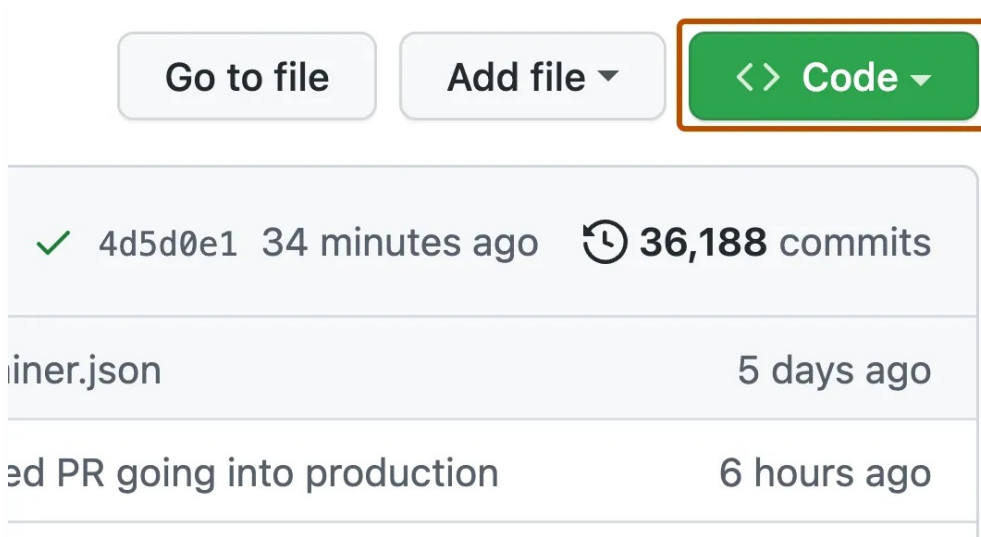 Go to file Add file <> Code
4d5d0e1 34 minutes ago 36,188 commits
iner.json 5 days ago
ed PR going into production 6 hours ago